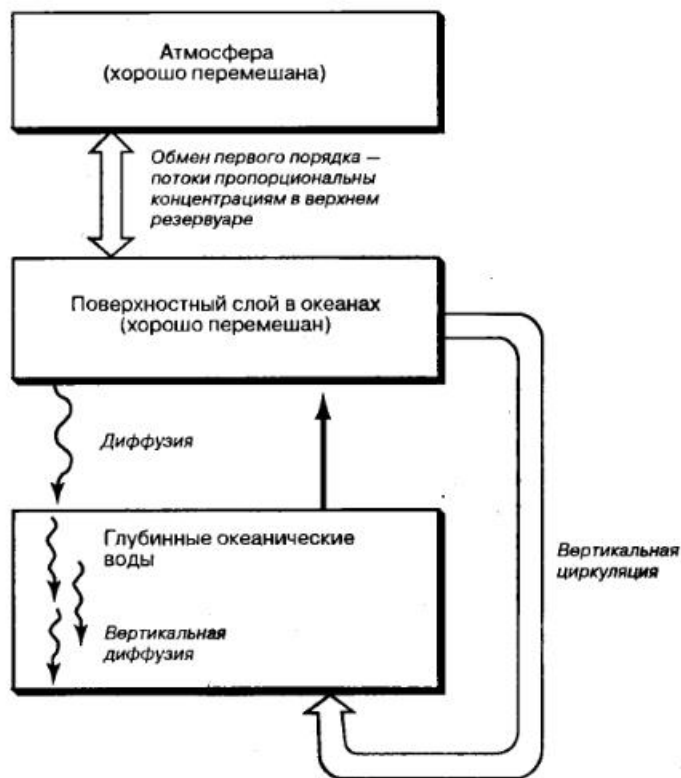 Атмосфера
(хорошо перемешана)
Обмен первого порядка —
потоки пропорциональны
концентрациям в верхнем
резервуаре
Поверхностный слой в океанах
(хорошо перемешан)
Диффузия
Глубинные океанические
воды
Вертикальная
диффузия
Вертикальная
циркуляция